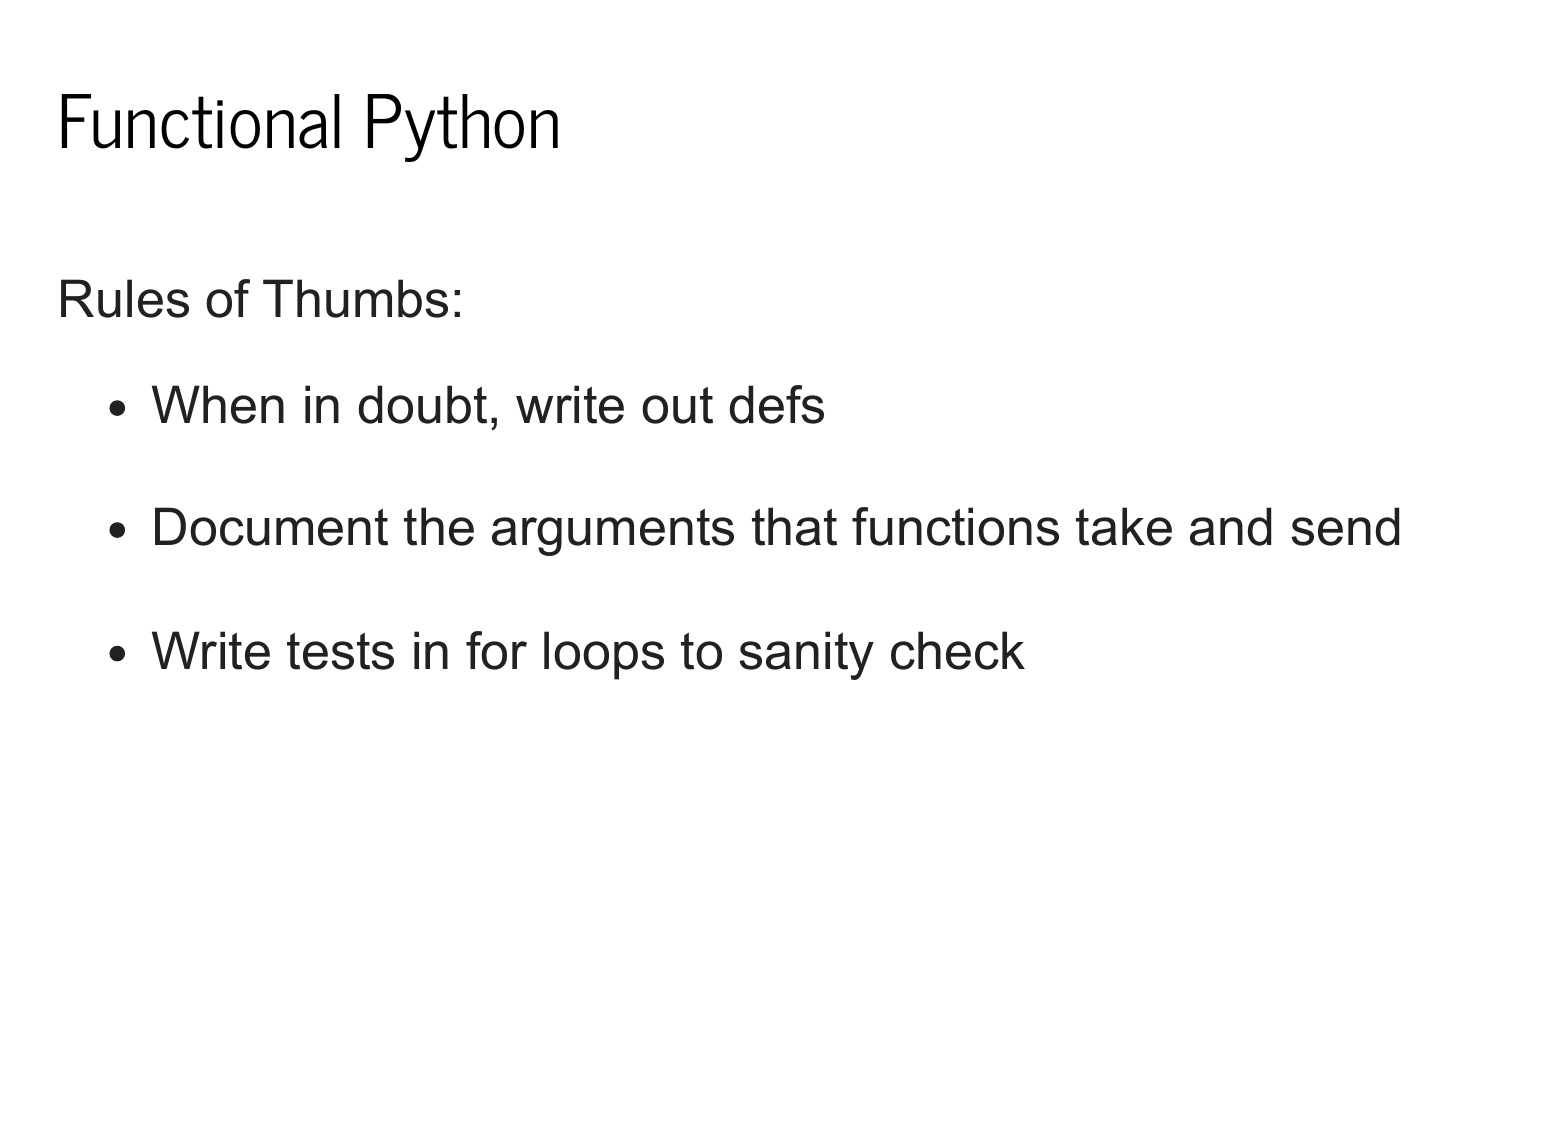 Functional Python
Rules of Thumbs:
• When in doubt, write out defs
• Document the arguments that functions take and send
• Write tests in for loops to sanity check